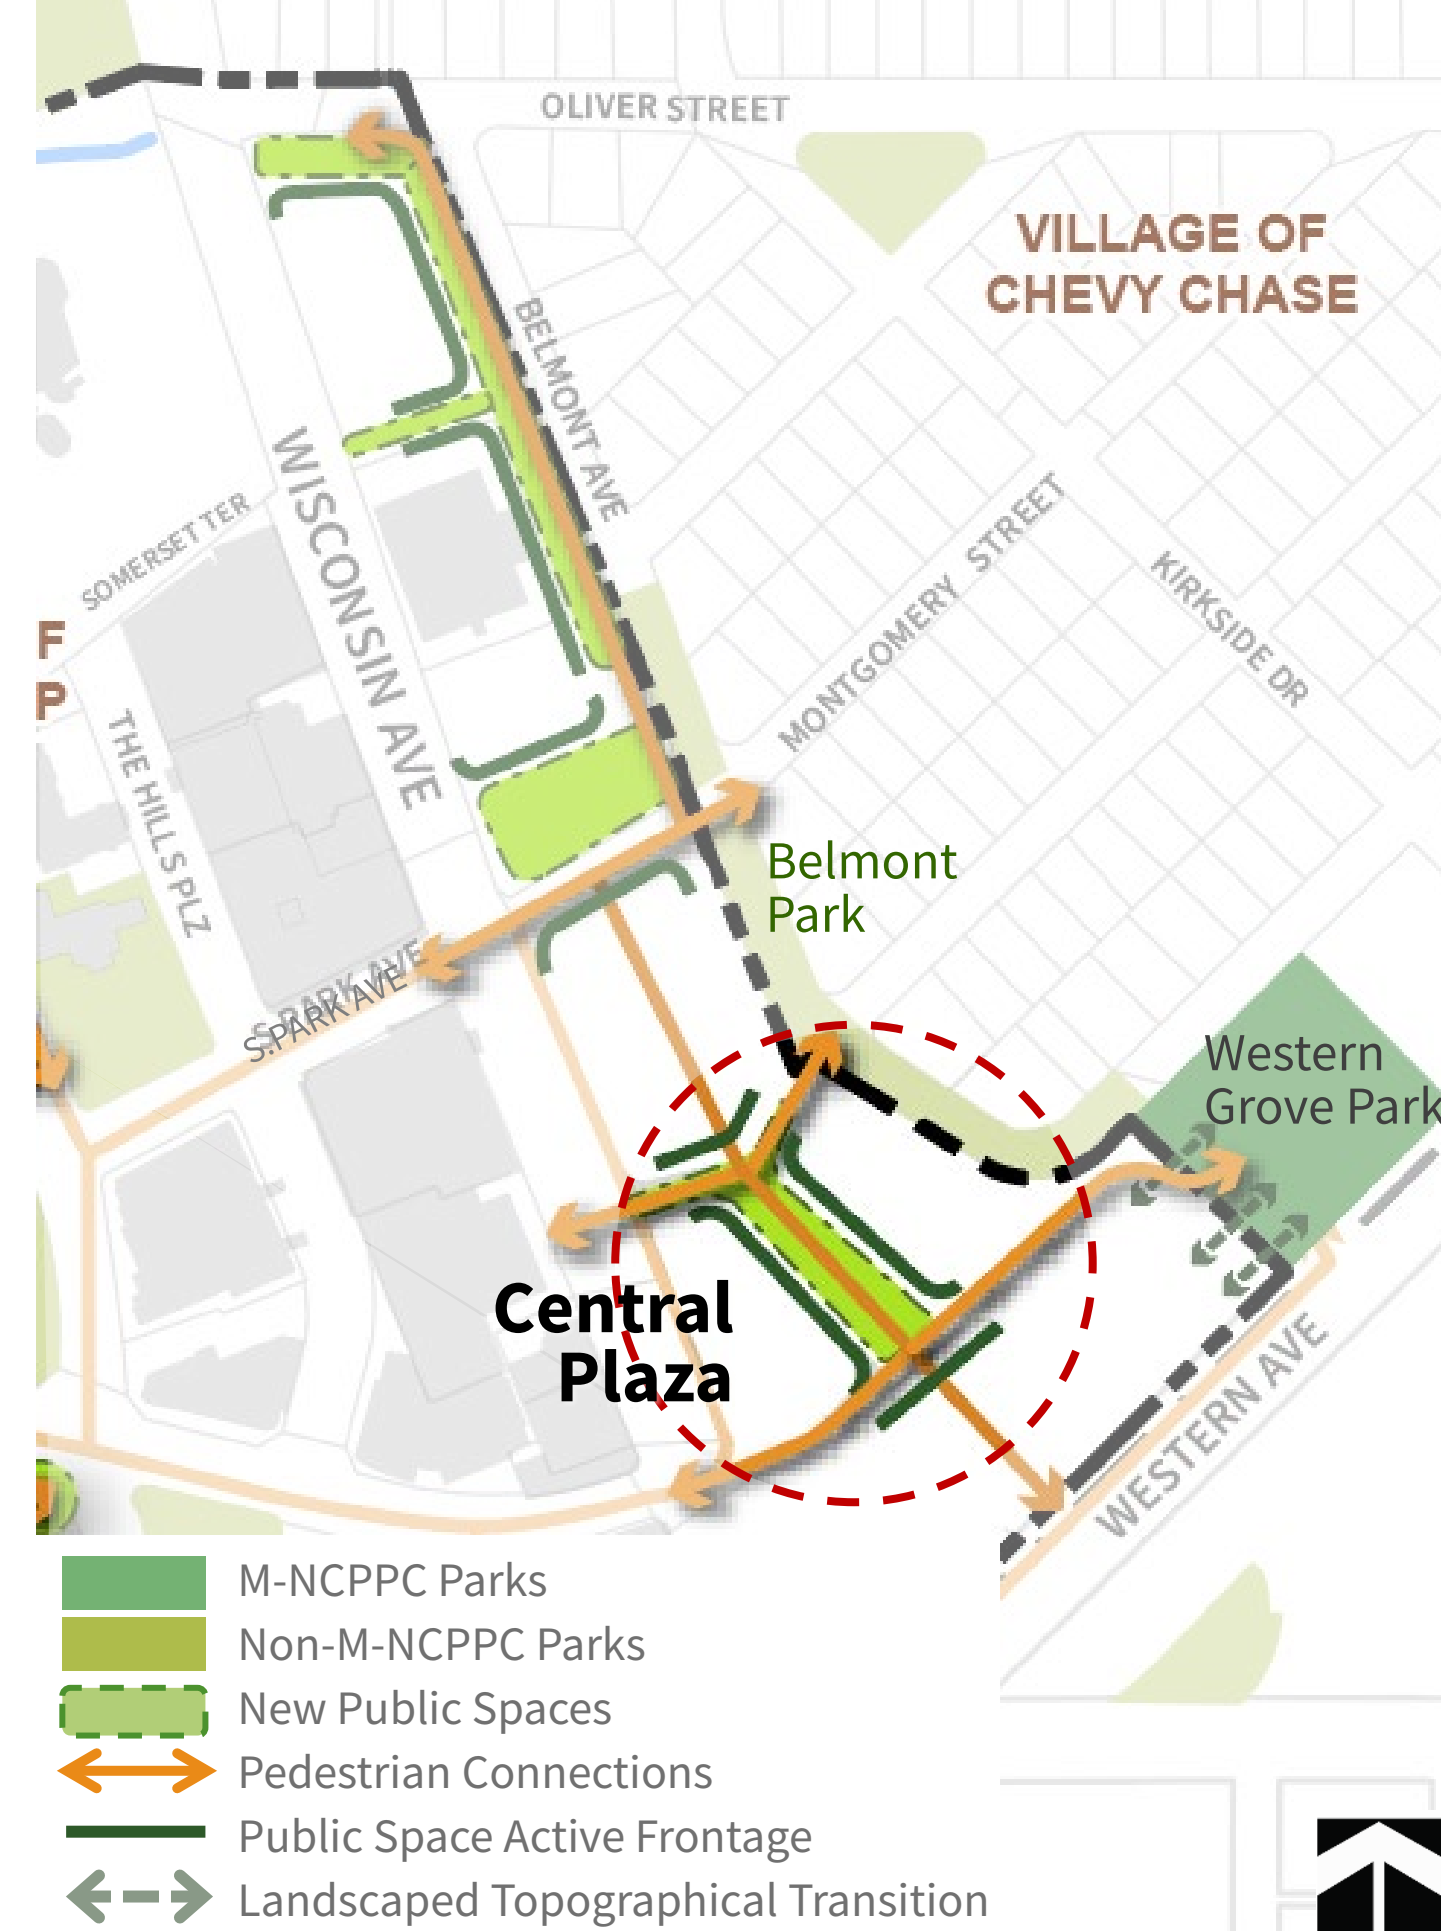 OLIVER STREET
VILLAGE OF
CHEVY CHASE
BELMONT AVE
WISCONSIN AVE
SOMERSET TER
MONTGOMERY STREET
KIRKSIDE DR
F
P
THE HILLS PLZ
Belmont
Park
S. PARK AVE
S.PARK AVE
Western
Grove Park
Central
Plaza
WESTERN AVE
M-NCPPC Parks
Non-M-NCPPC Parks
New Public Spaces
Pedestrian Connections
Public Space Active Frontage
Landscaped Topographical Transition